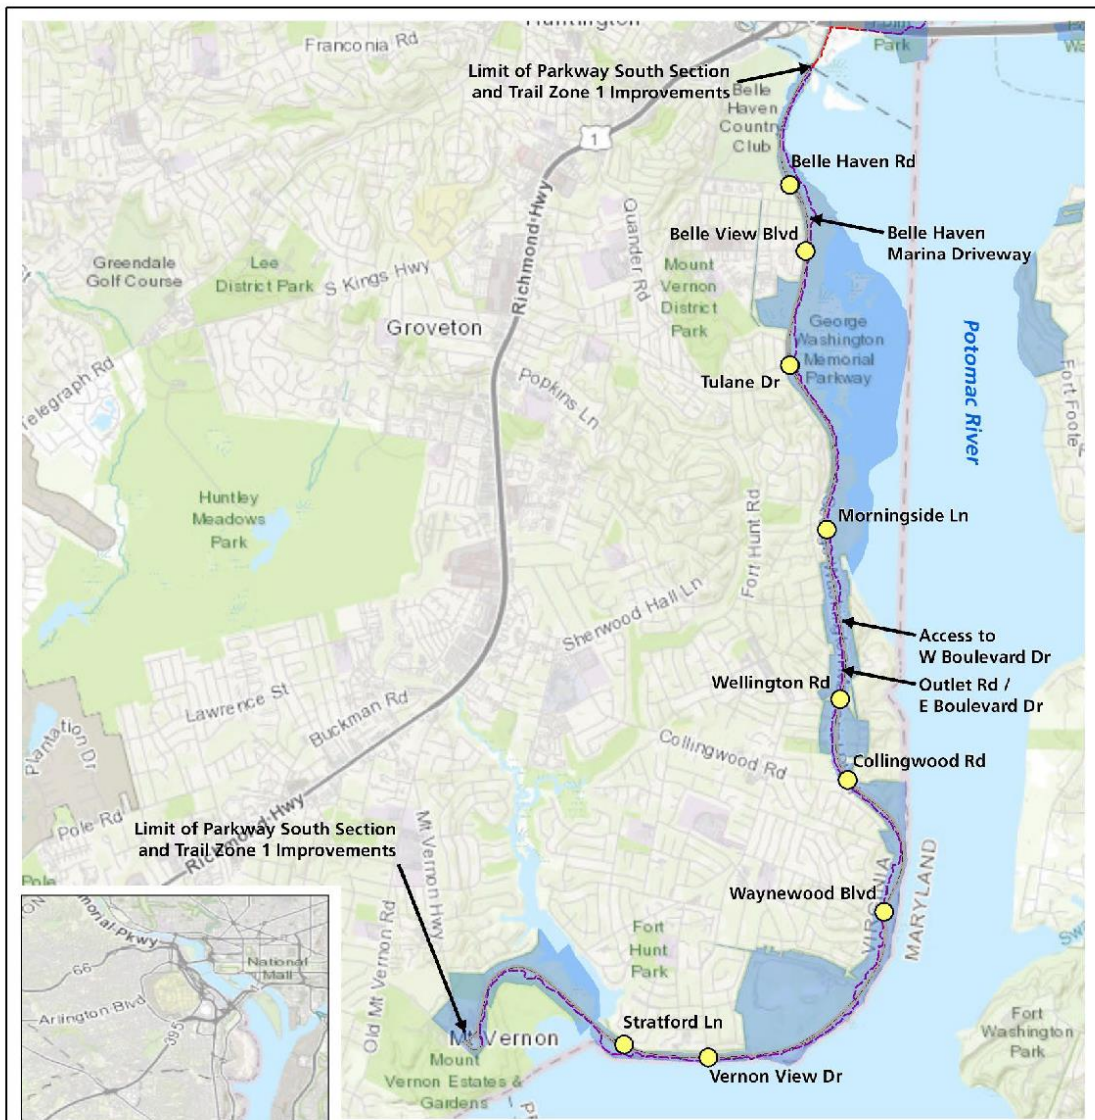 Huntington
Franconia Rd
Park
Limit of Parkway South Section
and Trail Zone 1 Improvements
Belle
Haven
Country
Club
1
Belle Haven Rd
Richmond-Hwy
Quander Rd
Belle View Blvd
Belle Haven
Marina Driveway
Greendale
Golf Course
Lee
District Park
S Kings Hwy
Mount
Vernon
District
Park
Groveton
George
Washington
Memorial
Parkway
Potomac River
Telegraph Rd
Popkins Ln
Tulane Dr
Fort Foote
Huntley
Meadows
Park
Fort Hunt Rd
Morningside Ln
Sherwood Hall Ln
Access to
W Boulevard Dr
Wellington Rd
Outlet Rd /
E Boulevard Dr
Lawrence St
Buckman Rd
Plantation Dr
Collingwood Rd
Collingwood Rd
Pole Rd
Richmond-Hwy
Limit of Parkway South Section
and Trail Zone 1 Improvements
Mt Vernon Hwy
Pole
VIRGINIA
MARYLAND
Waynewood Blvd
Old Mt Vernon Rd
Fort
Hunt
Park
Stratford Ln
Mt Vernon
Mount
Vernon Estates &
Gardens
Vernon View Dr
Fort
Washington
Park
Pkwy
66
National
Mall
Arlington Blvd
395